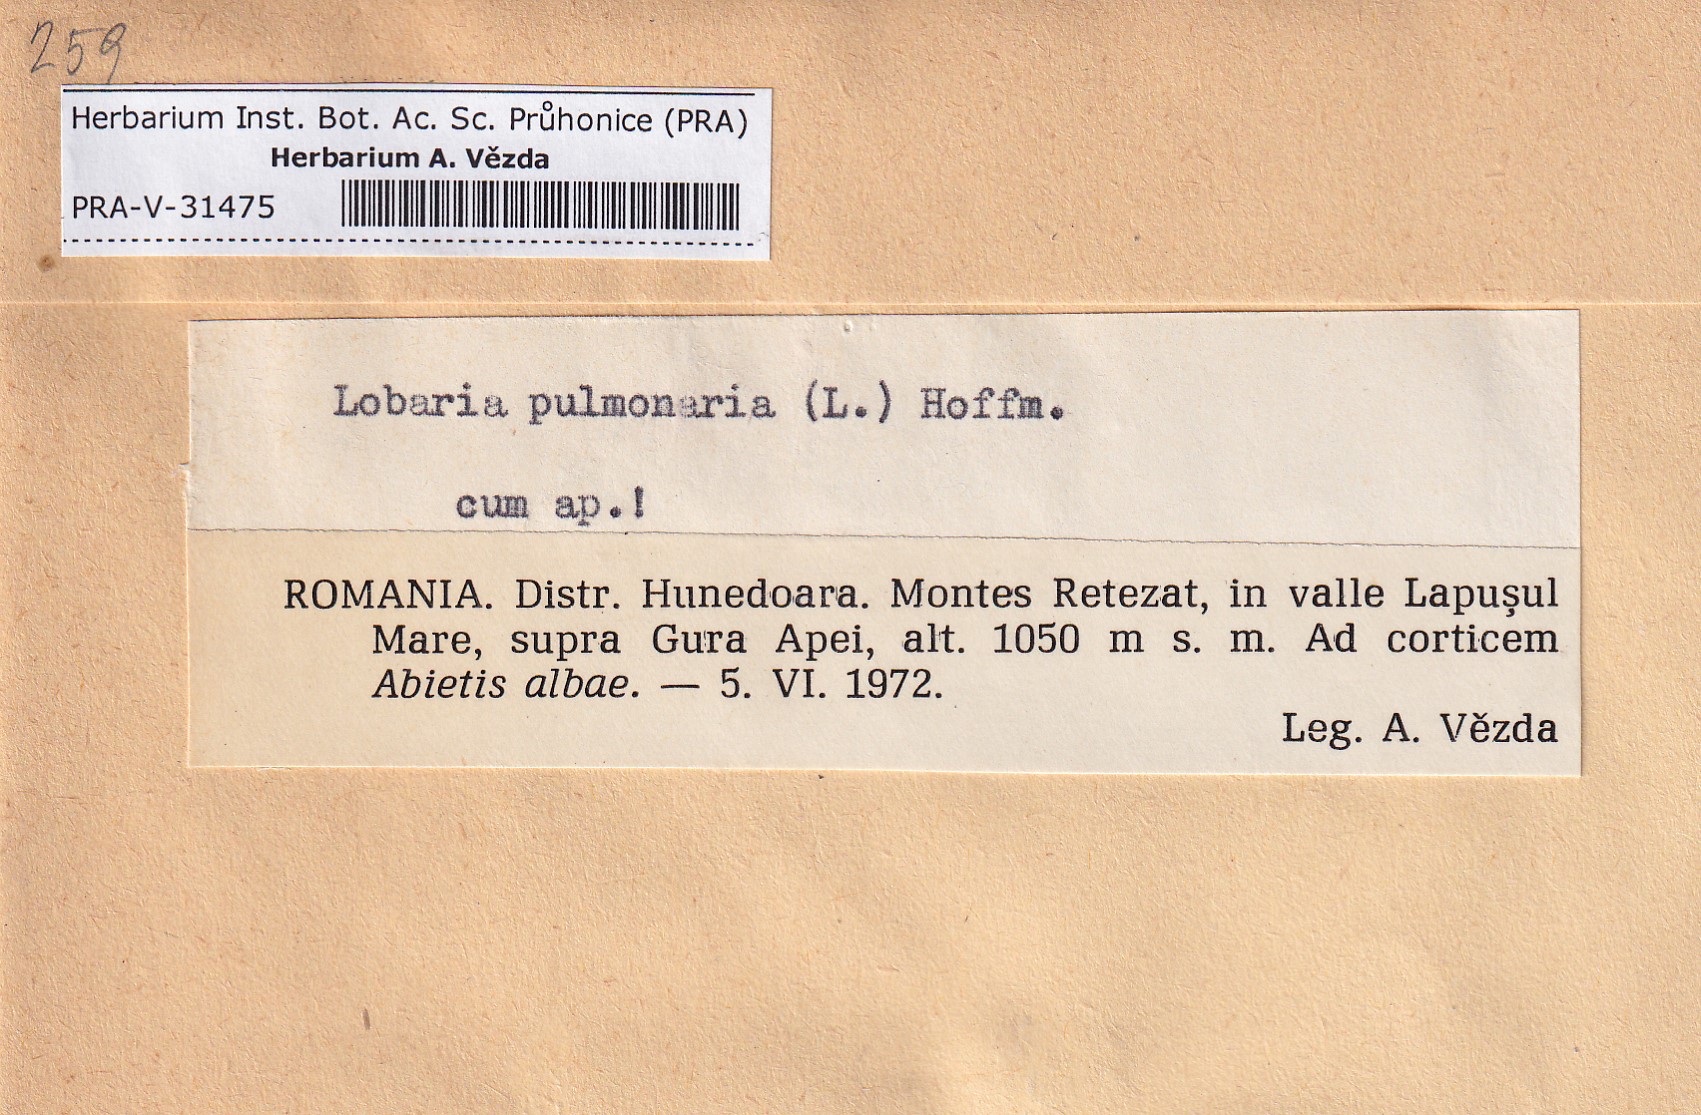 259
Herbarium Inst. Bot. Ac. Sc. Průhonice (PRA)
Herbarium A. Vězda
PRA-V-31475
Lobaria pulmonaria (L.) Hoffm.
cum ap.!
ROMANIA. Distr. Hunedoara. Montes Retezat, in valle Lapuşul
Mare, supra Gura Apei, alt. 1050 m s. m. Ad corticem
Abietis albae. — 5. VI. 1972.
Leg. A. Vězda